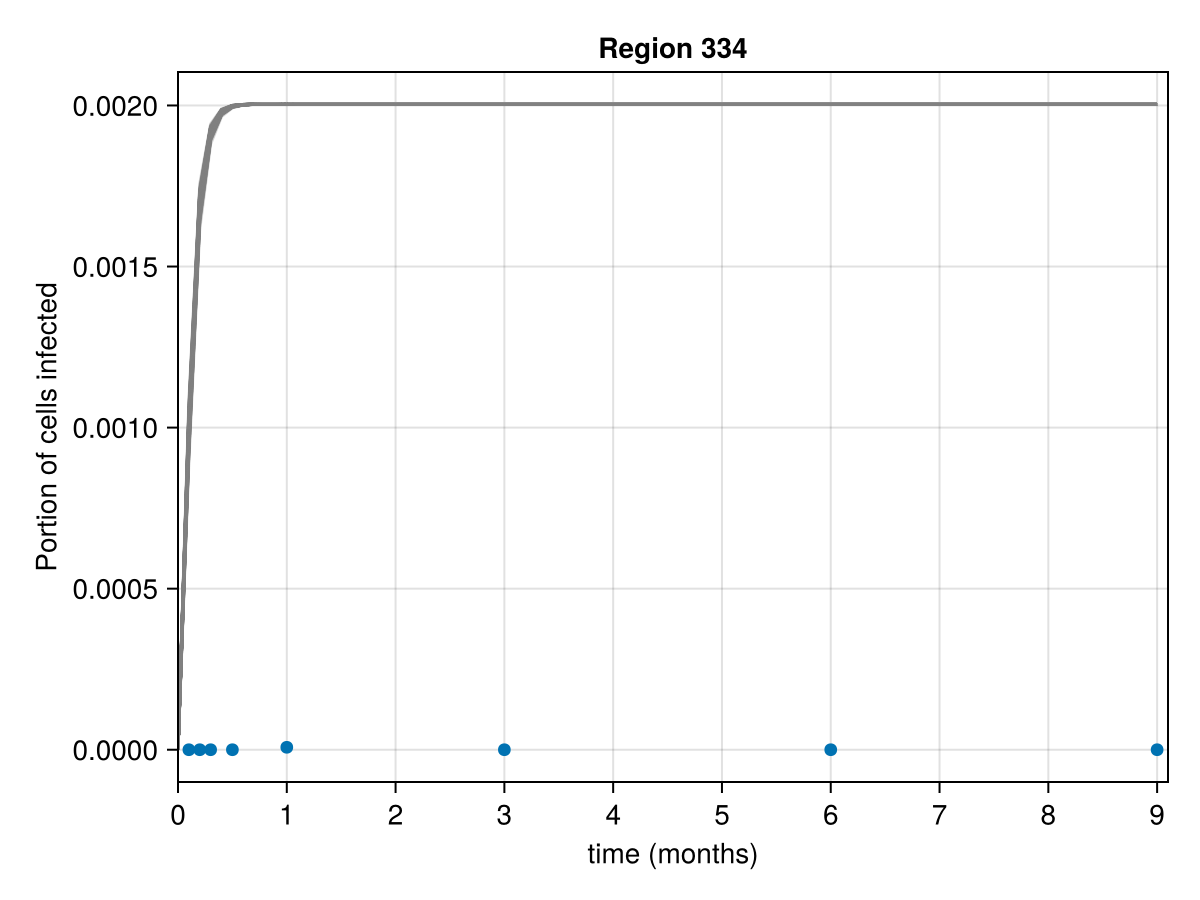 Region 334
Portion of cells infected
0.0020
0.0015
0.0010
0.0005
0.0000
0 1 2 3 4 5 6 7 8 9
time (months)